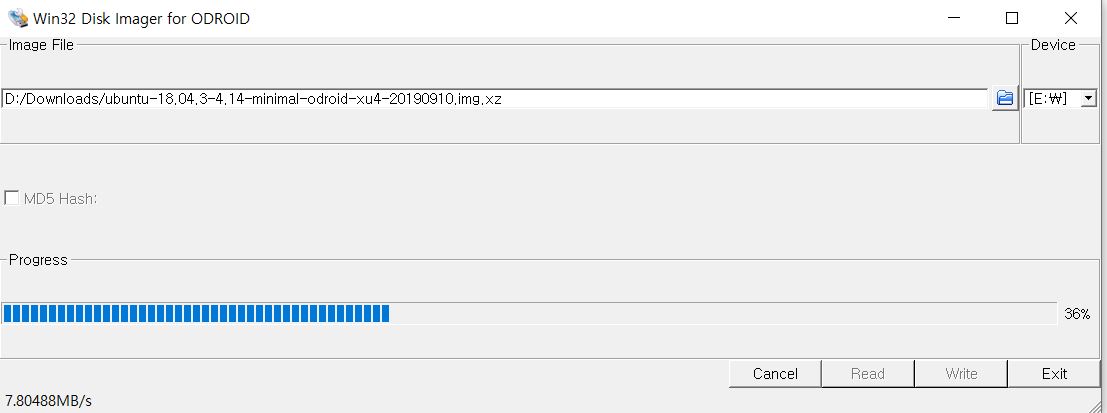 Win32 Disk Imager for ODROID
Image File
Device
D:/Downloads/ubuntu-18.04.3-4.14-minimal-odroid-xu4-20190910.img.xz
[E:₩]
MD5 Hash:
Progress
36%
Cancel
Read
Write
Exit
7.80488MB/s